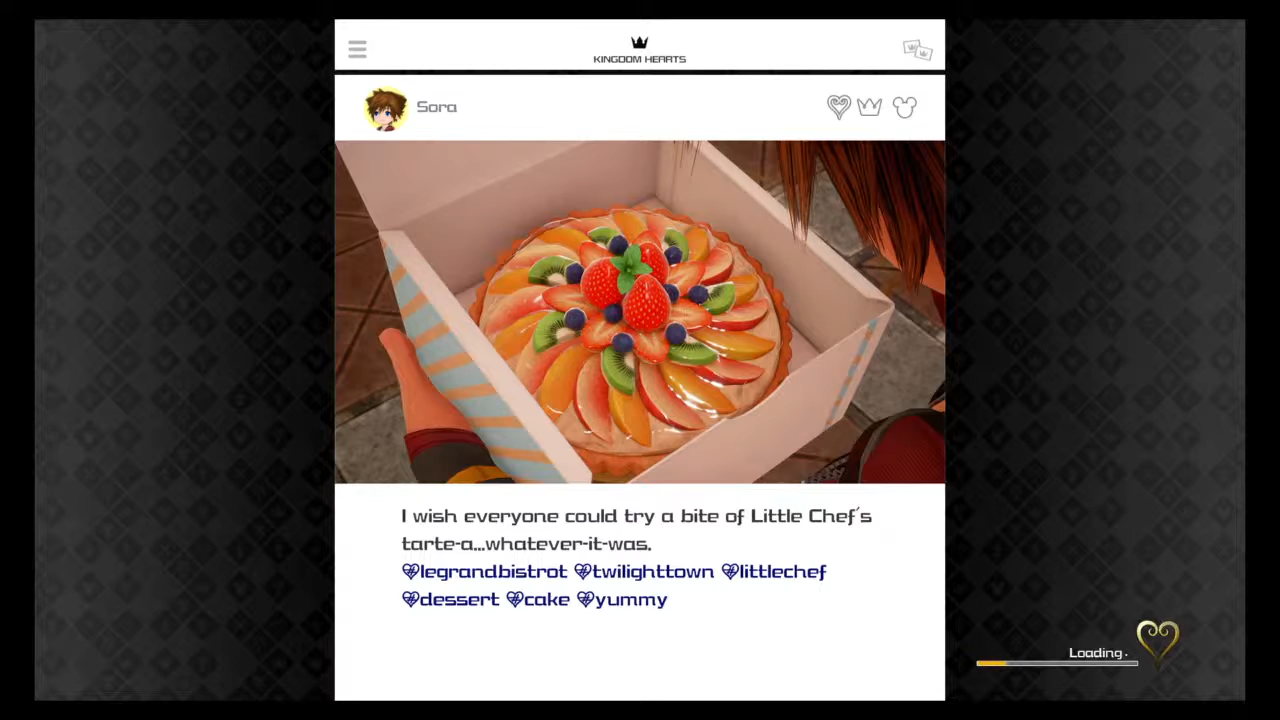 KINGDOM HEARTS
Sora
I wish everyone could try a bite of Little Chef's
tarte-a...whatever-it-was.
#legrandbistrot #twilighttown #littlechef
#dessert #cake #yummy
Loading.